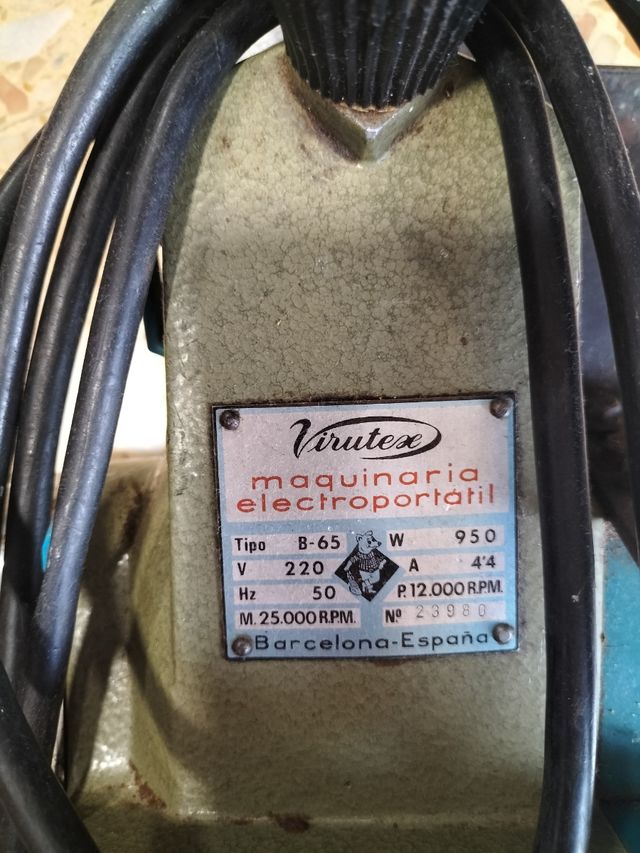 Virutex
maquinaria
electroportátil
Tipo B-65 W 950
V 220 A 4'4
Hz 50 P. 12.000 R.P.M.
M. 25.000 R.P.M. Nº 23980
Barcelona-España